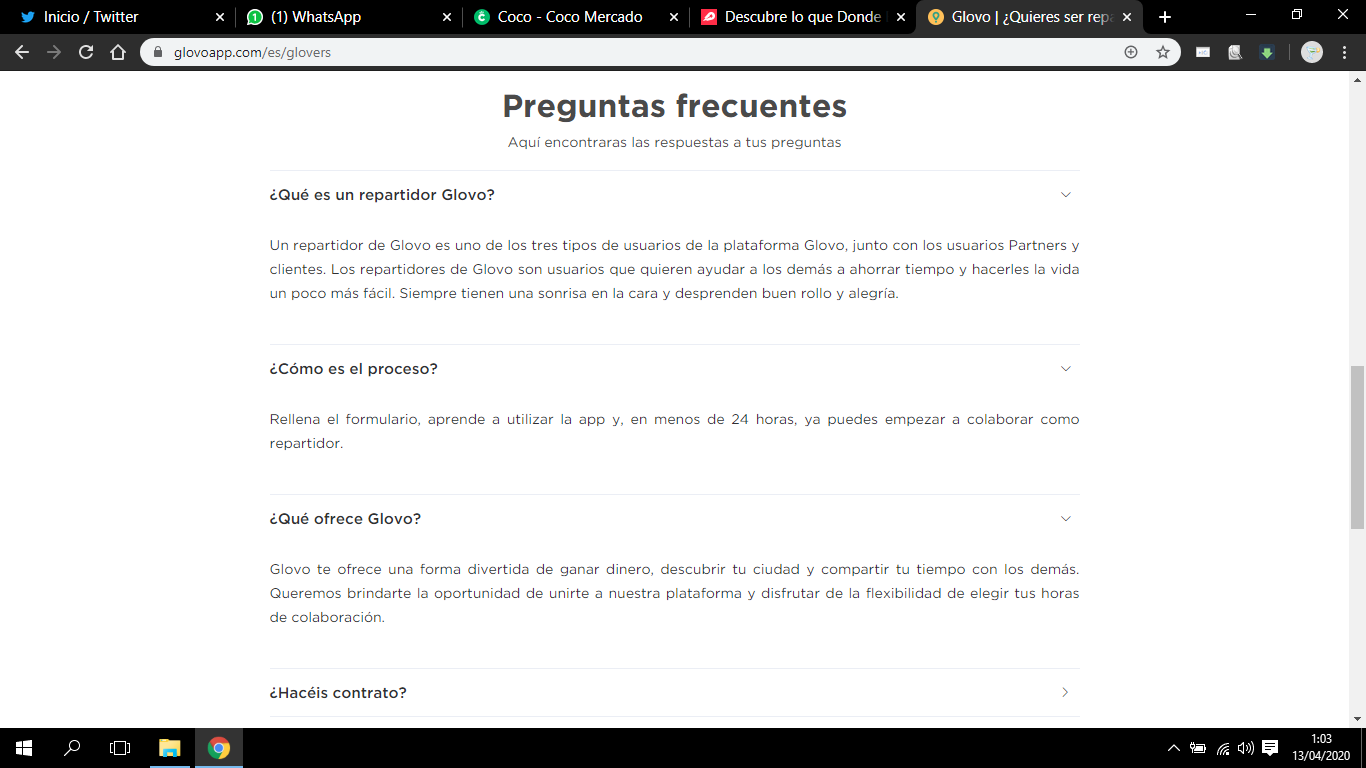 Inicio / Twitter
(1) WhatsApp
Coco - Coco Mercado
Descubre lo que Donde
Glovo | ¿Quieres ser repa
glovoapp.com/es/glovers
Preguntas frecuentes
Aquí encontraras las respuestas a tus preguntas
¿Qué es un repartidor Glovo?
Un repartidor de Glovo es uno de los tres tipos de usuarios de la plataforma Glovo, junto con los usuarios Partners y
clientes. Los repartidores de Glovo son usuarios que quieren ayudar a los demás a ahorrar tiempo y hacerles la vida
un poco más fácil. Siempre tienen una sonrisa en la cara y desprenden buen rollo y alegría.
¿Cómo es el proceso?
Rellena el formulario, aprende a utilizar la app y, en menos de 24 horas, ya puedes empezar a colaborar como
repartidor.
¿Qué ofrece Glovo?
Glovo te ofrece una forma divertida de ganar dinero, descubrir tu ciudad y compartir tu tiempo con los demás.
Queremos brindarte la oportunidad de unirte a nuestra plataforma y disfrutar de la flexibilidad de elegir tus horas
de colaboración.
¿Hacéis contrato?
1:03
13/04/2020